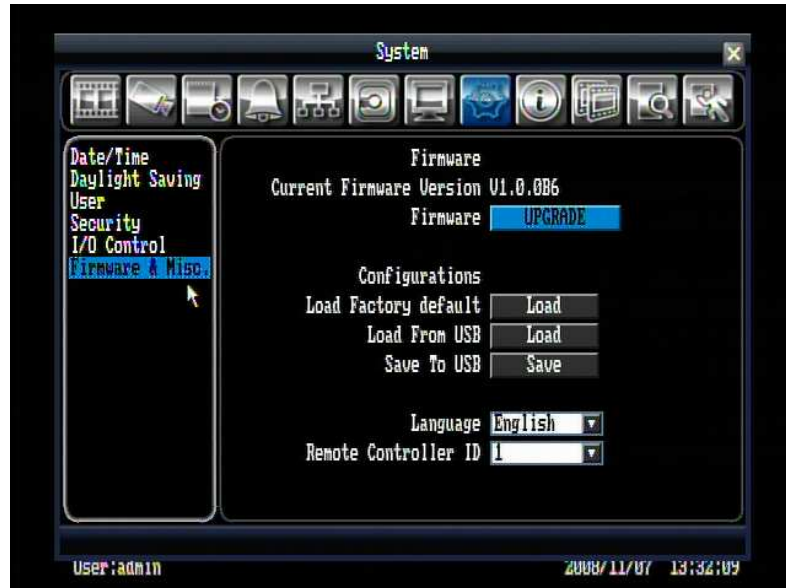 System
Date/Time
Daylight Saving
User
Security
I/O Control
Firmware & Misc.
Firmware
Current Firmware Version V1.0.0B6
Firmware UPGRADE
Configurations
Load Factory default Load
Load From USB Load
Save To USB Save
Language English
Remote Controller ID 1
User:admin 2008/11/07 13:32:09